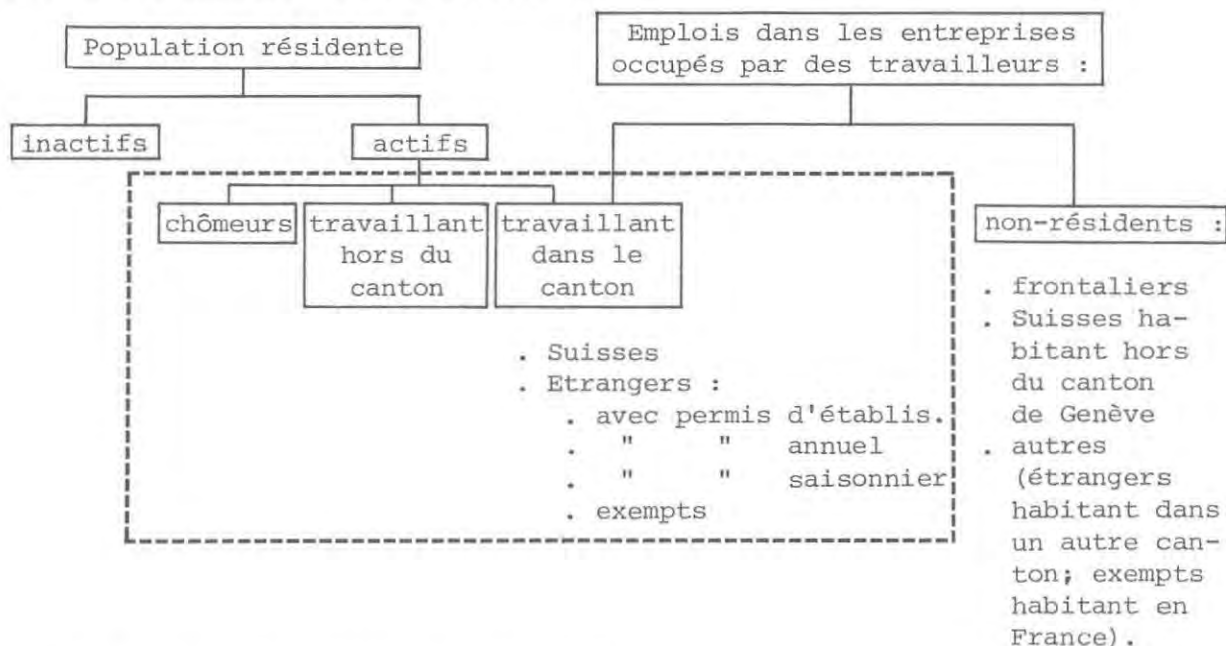 Population résidente
Emplois dans les entreprises
occupés par des travailleurs :
inactifs
actifs
chômeurs
travaillant
hors du
canton
travaillant
dans le
canton
non-résidents :
. Suisses
. Etrangers :
. avec permis d'établis.
. " " annuel
. " " saisonnier
. exempts
. frontaliers
. Suisses ha-
bitant hors
du canton
de Genève
. autres
(étrangers
habitant dans
un autre can-
ton; exempts
habitant en
France).